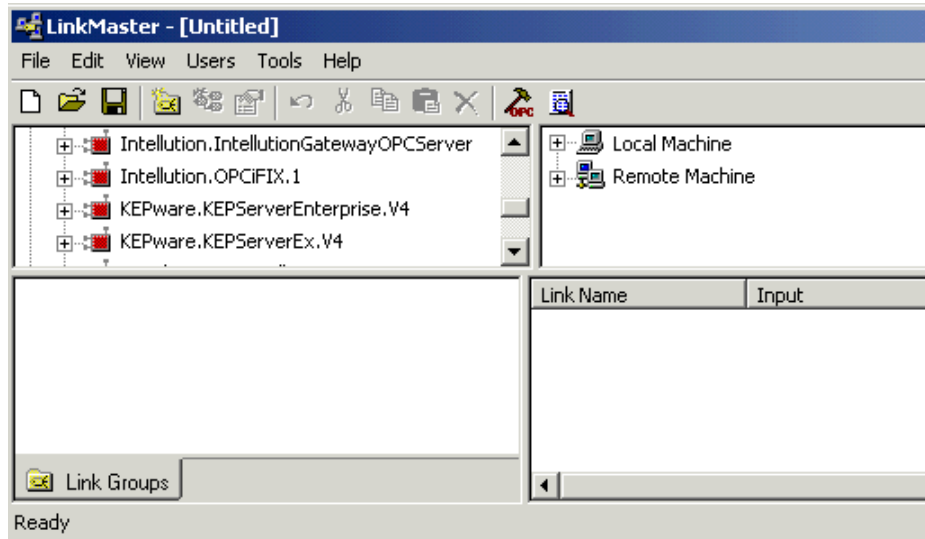 LinkMaster - [Untitled]
File Edit View Users Tools Help
OPC
Intellution.IntellutionGatewayOPCServer
Intellution.OPCiFIX.1
KEPware.KEPServerEnterprise.V4
KEPware.KEPServerEx.V4
Local Machine
Remote Machine
Link Name Input
Link Groups
Ready